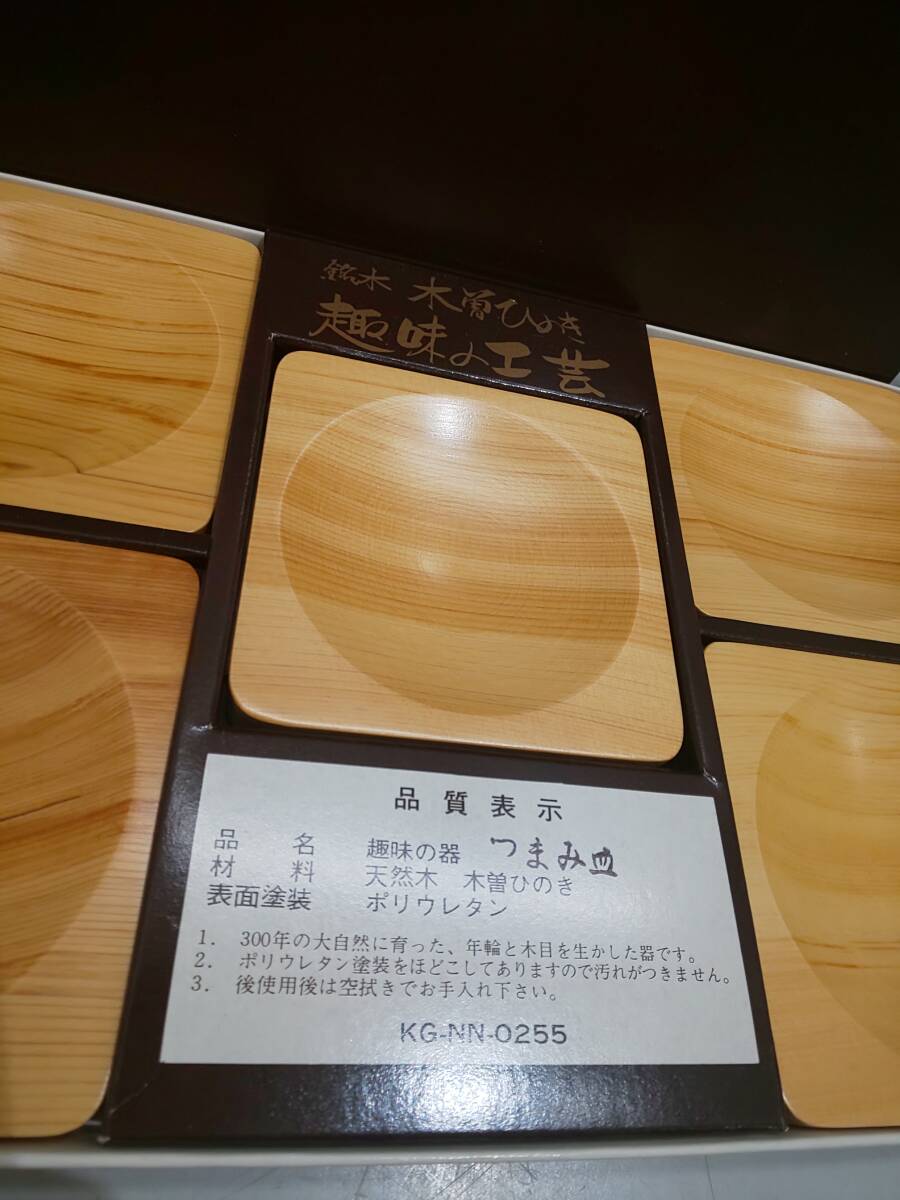 銘木 木曽ひのき
趣味の工芸
品質表示
品名 趣味の器 つまみ皿
材料 天然木 木曽ひのき
表面塗装 ポリウレタン
1. 300年の大自然に育った、年輪と木目を生かした器です。
2. ポリウレタン塗装をほどこしてありますので汚れがつきません。
3. 後使用後は空拭きでお手入れ下さい。
KG-NN-0255